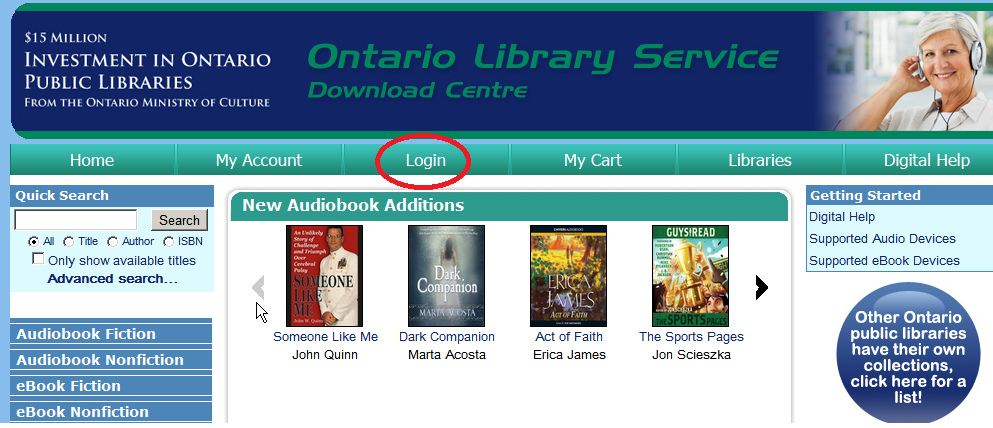 $15 Million
Investment in Ontario
Public Libraries
From the Ontario Ministry of Culture
Ontario Library Service
Download Centre
Home
My Account
Login
My Cart
Libraries
Digital Help
Quick Search
Search
All
Title
Author
ISBN
Only show available titles
Advanced search...
Audiobook Fiction
Audiobook Nonfiction
eBook Fiction
eBook Nonfiction
New Audiobook Additions
An Unlikely
Story of
Challenge
and Triumph
Over
Cerebral
Palsy
SOMEONE
LIKE
ME
John W. Quinn
Someone Like Me
John Quinn
Dark
Companion
MARTA ACOSTA
Dark Companion
Marta Acosta
ERICA
JAMES
ACT OF FAITH
Act of Faith
Erica James
GUYS READ
THE SPORTS PAGES
The Sports Pages
Jon Scieszka
Getting Started
Digital Help
Supported Audio Devices
Supported eBook Devices
Other Ontario
public libraries
have their own
collections,
click here for a
list!